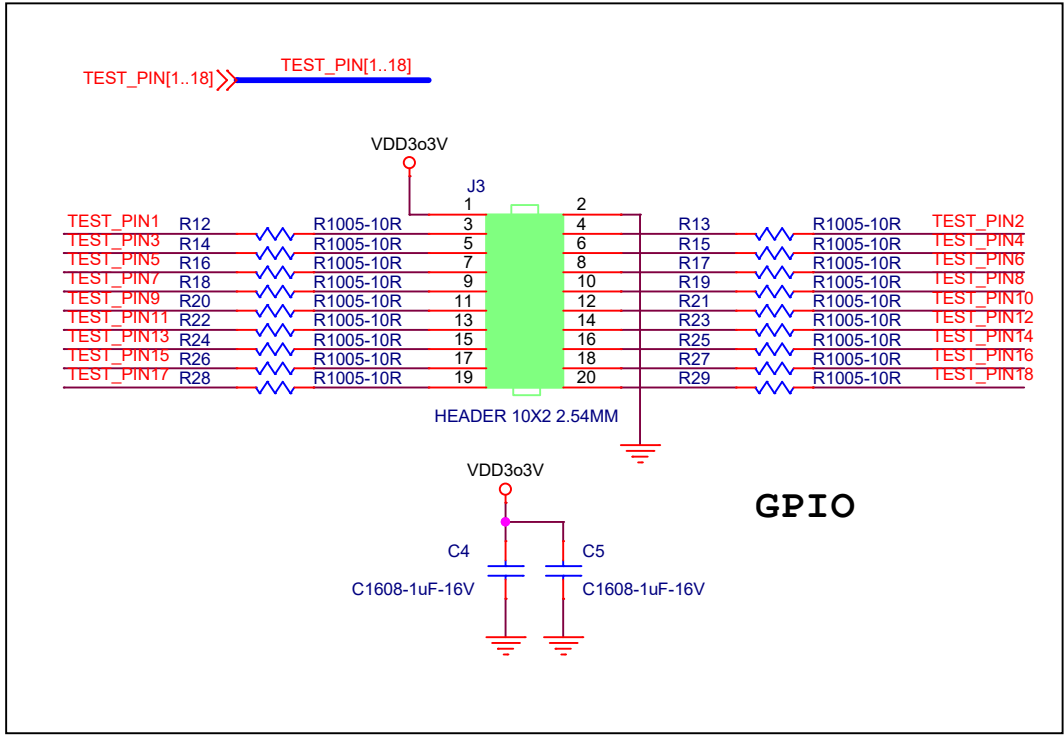 TEST_PIN[1..18] TEST_PIN[1..18]
VDD3o3V
J3
1 2
TEST_PIN1 R12 R1005-10R 3 4 R13 R1005-10R TEST_PIN2
TEST_PIN3 R14 R1005-10R 5 6 R15 R1005-10R TEST_PIN4
TEST_PIN5 R16 R1005-10R 7 8 R17 R1005-10R TEST_PIN6
TEST_PIN7 R18 R1005-10R 9 10 R19 R1005-10R TEST_PIN8
TEST_PIN9 R20 R1005-10R 11 12 R21 R1005-10R TEST_PIN10
TEST_PIN11 R22 R1005-10R 13 14 R23 R1005-10R TEST_PIN12
TEST_PIN13 R24 R1005-10R 15 16 R25 R1005-10R TEST_PIN14
TEST_PIN15 R26 R1005-10R 17 18 R27 R1005-10R TEST_PIN16
TEST_PIN17 R28 R1005-10R 19 20 R29 R1005-10R TEST_PIN18
HEADER 10X2 2.54MM
VDD3o3V
GPIO
C4 C5
C1608-1uF-16V C1608-1uF-16V